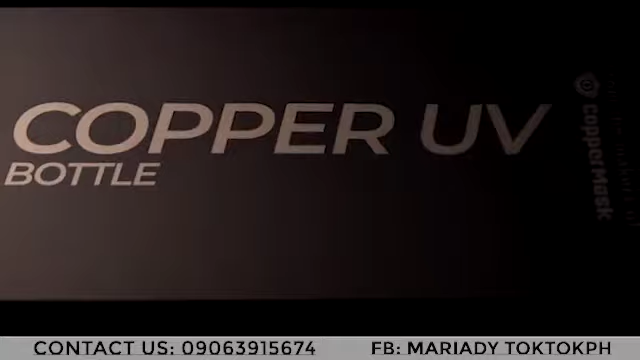 COPPER UV
BOTTLE
copperMask
CONTACT US: 09063915674
FB: MARIADY TOKTOKPH